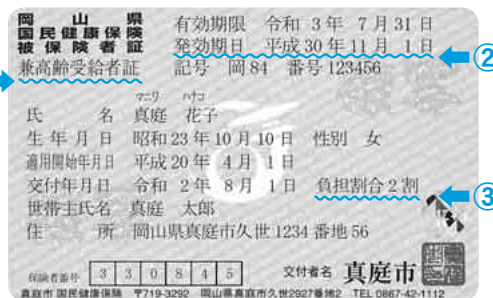 岡山県 有効期限 令和 3年 7月31日
国民健康保険
被保険者証 発効期日 平成30年11月 1日
②
兼高齢受給者証 記号 岡84 番号123456
マニワ ハナコ
氏名 真庭 花子
生年月日 昭和23年10月10日 性別 女
適用開始年月日 平成20年 4月 1日
交付年月日 令和 2年 8月 1日 負担割合2割
③
世帯主氏名 真庭 太郎
住所 岡山県真庭市久世1234番地56
保険者番号 330845 交付者名 真庭市
真庭市 国民健康保険 〒719-3292 岡山県真庭市久世2927番地2 TEL 0867-42-1112